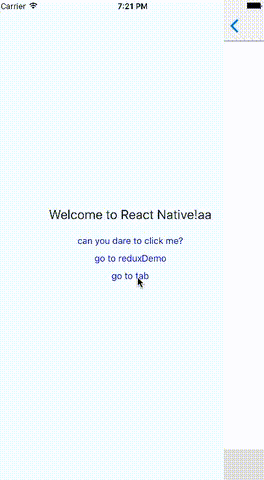 Carrier 7:21 PM
Welcome to React Native!aa
can you dare to click me?
go to reduxDemo
go to tab